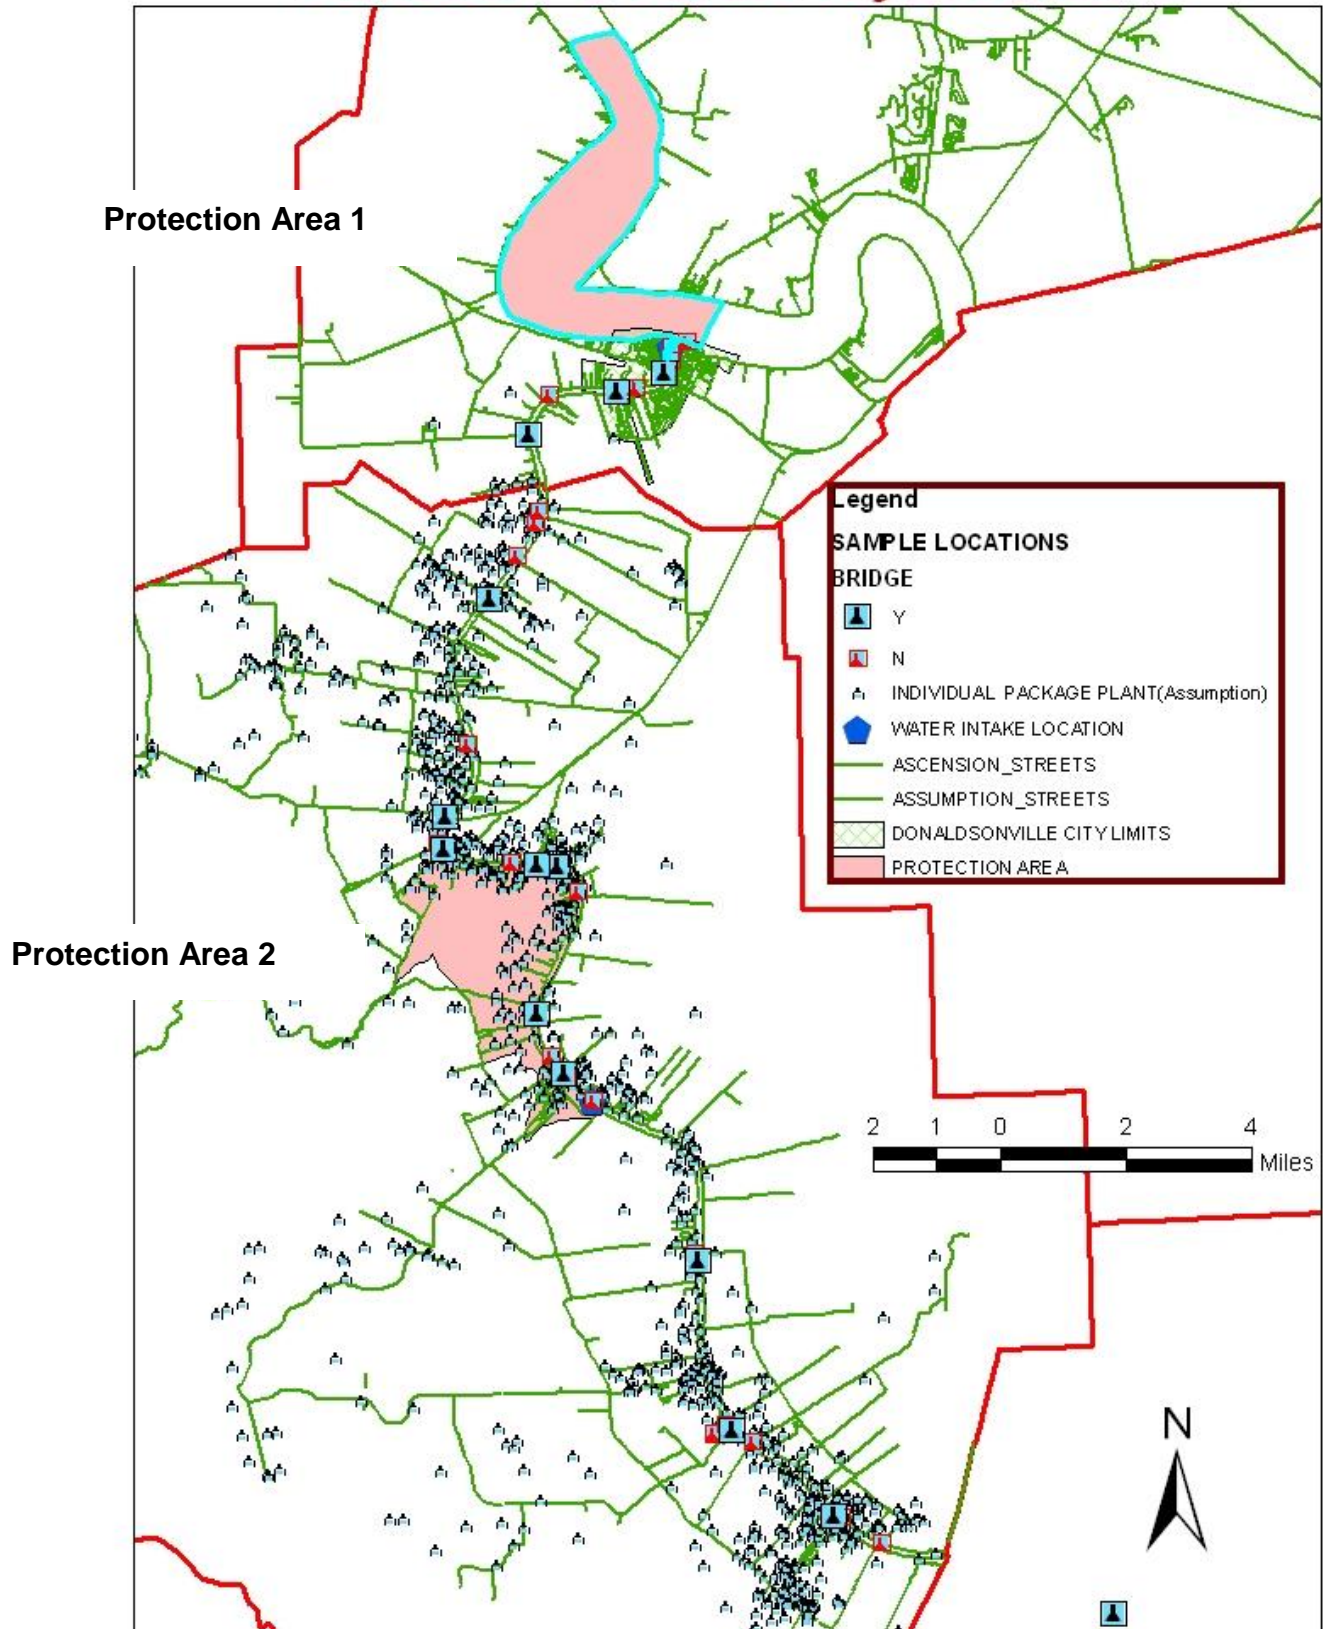 Protection Area 1
Legend
SAMPLE LOCATIONS
BRIDGE
Y
N
INDIVIDUAL PACKAGE PLANT(Assumption)
WATER INTAKE LOCATION
ASCENSION_STREETS
ASSUMPTION_STREETS
DONALDSONVILLE CITY LIMITS
PROTECTION AREA
Protection Area 2
2 1 0 2 4
Miles
N